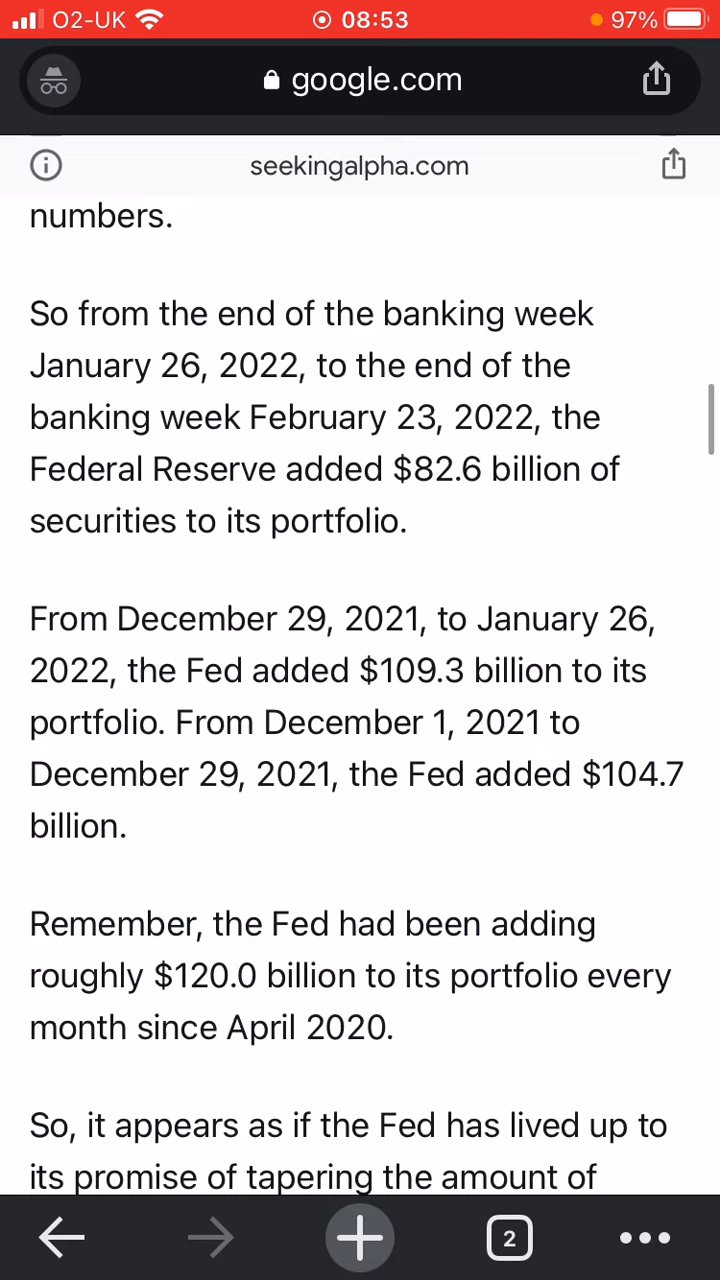 O2-UK 08:53 97%
google.com
seekingalpha.com
numbers.
So from the end of the banking week
January 26, 2022, to the end of the
banking week February 23, 2022, the
Federal Reserve added $82.6 billion of
securities to its portfolio.
From December 29, 2021, to January 26,
2022, the Fed added $109.3 billion to its
portfolio. From December 1, 2021 to
December 29, 2021, the Fed added $104.7
billion.
Remember, the Fed had been adding
roughly $120.0 billion to its portfolio every
month since April 2020.
So, it appears as if the Fed has lived up to
its promise of tapering the amount of
2